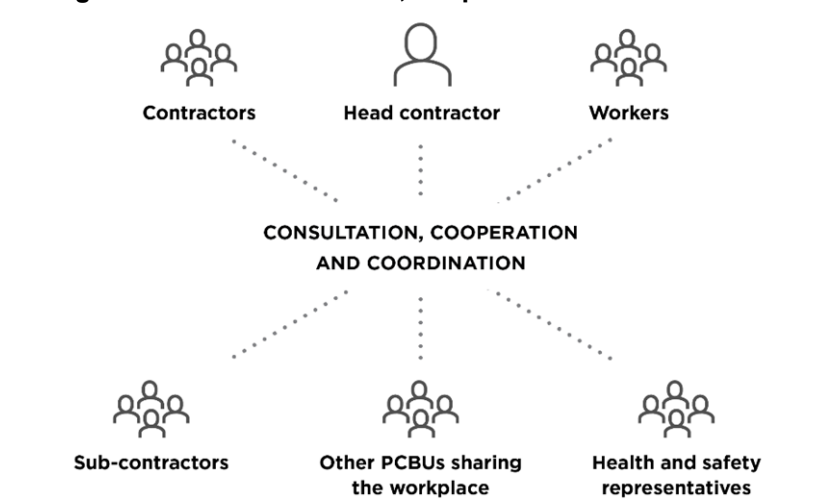 Contractors
Head contractor
Workers
CONSULTATION, COOPERATION
AND COORDINATION
Sub-contractors
Other PCBUs sharing
the workplace
Health and safety
representatives